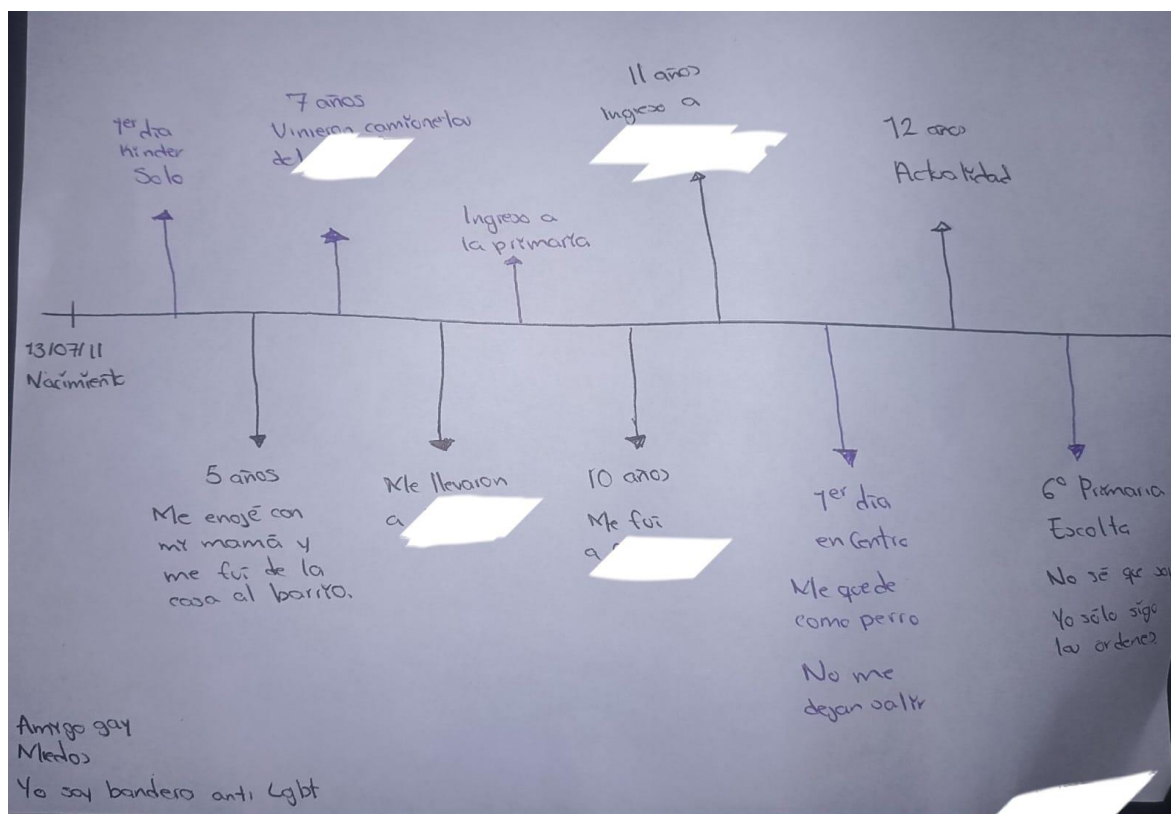 1er dia
Kinder
Solo
7 años
Vinieron camionetas
del
Ingreso a
la primaria
11 años
Ingreso a
12 años
Actualidad
13/07/11
Nacimiento
5 años
Me enojé con
mi mamá y
me fui de la
casa al barrio.
Me llevaron
a
10 años
Me fui
a
1er dia
en Centro
Me quede
como perro
No me
dejan salir
6º Primaria
Escolta
No sé que
Yo sólo sigo
las ordenes
Amigo gay
Miedos
Yo soy bandera anti Lgbt